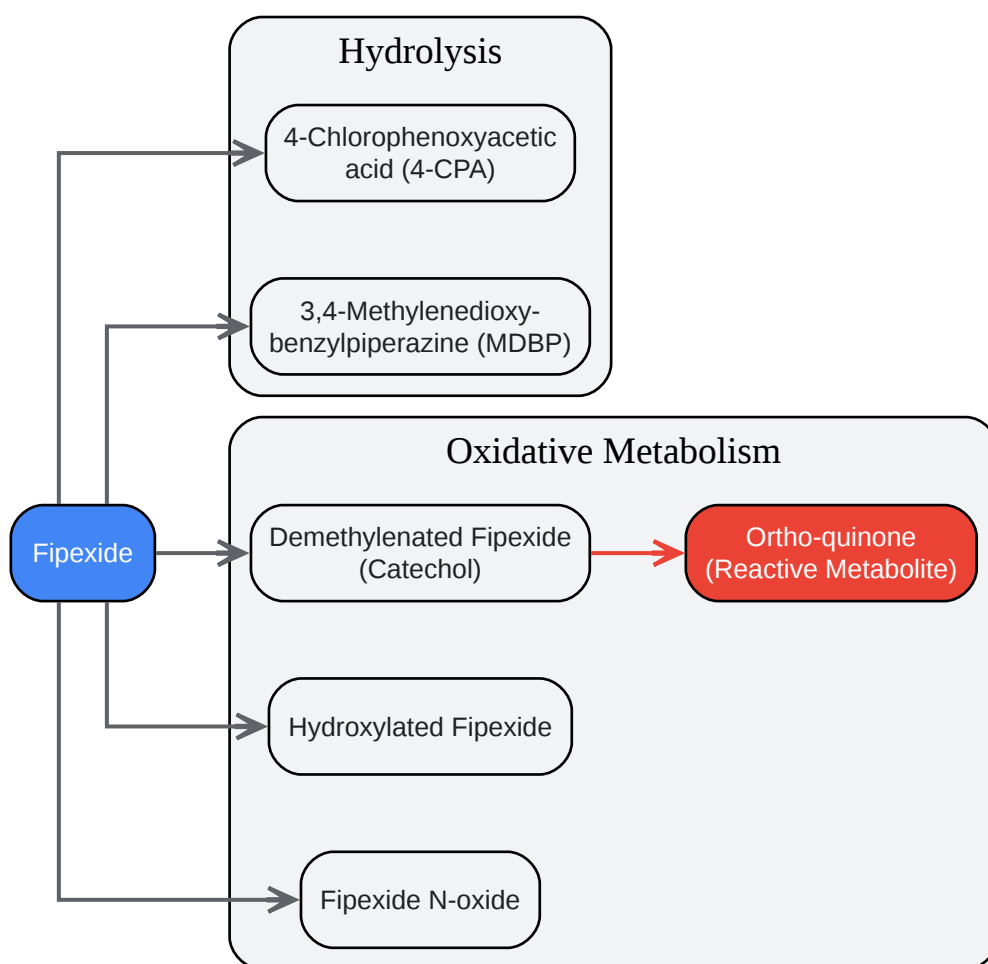 Hydrolysis
4-Chlorophenoxyacetic
acid (4-CPA)
3,4-Methylenedioxy-
benzylpiperazine (MDBP)
Oxidative Metabolism
Fipexide
Demethylenated Fipexide
(Catechol)
Ortho-quinone
(Reactive Metabolite)
Hydroxylated Fipexide
Fipexide N-oxide